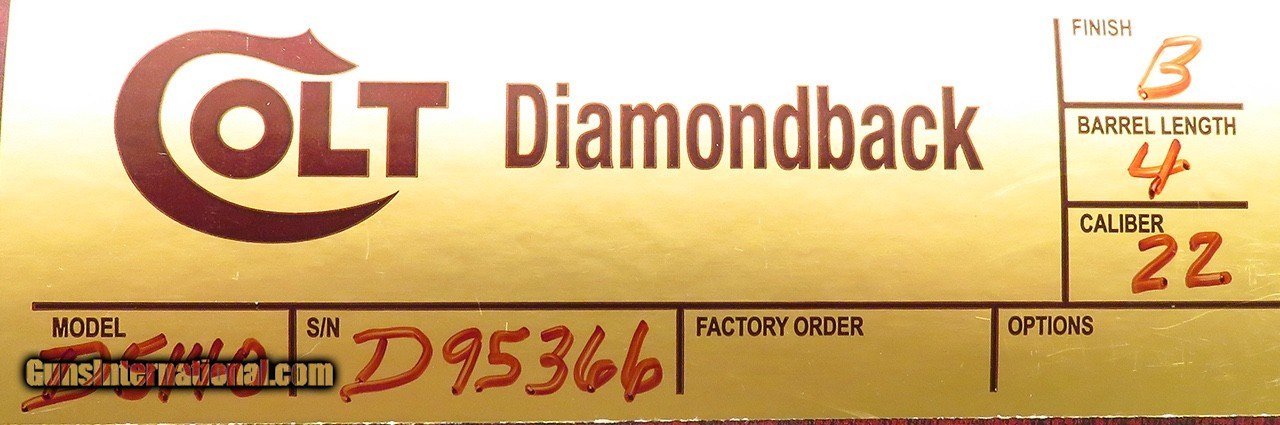 COLT Diamondback
FINISH
B
BARREL LENGTH
4
CALIBER
22
MODEL
S/N D95366
FACTORY ORDER
OPTIONS
GunsInternational.com